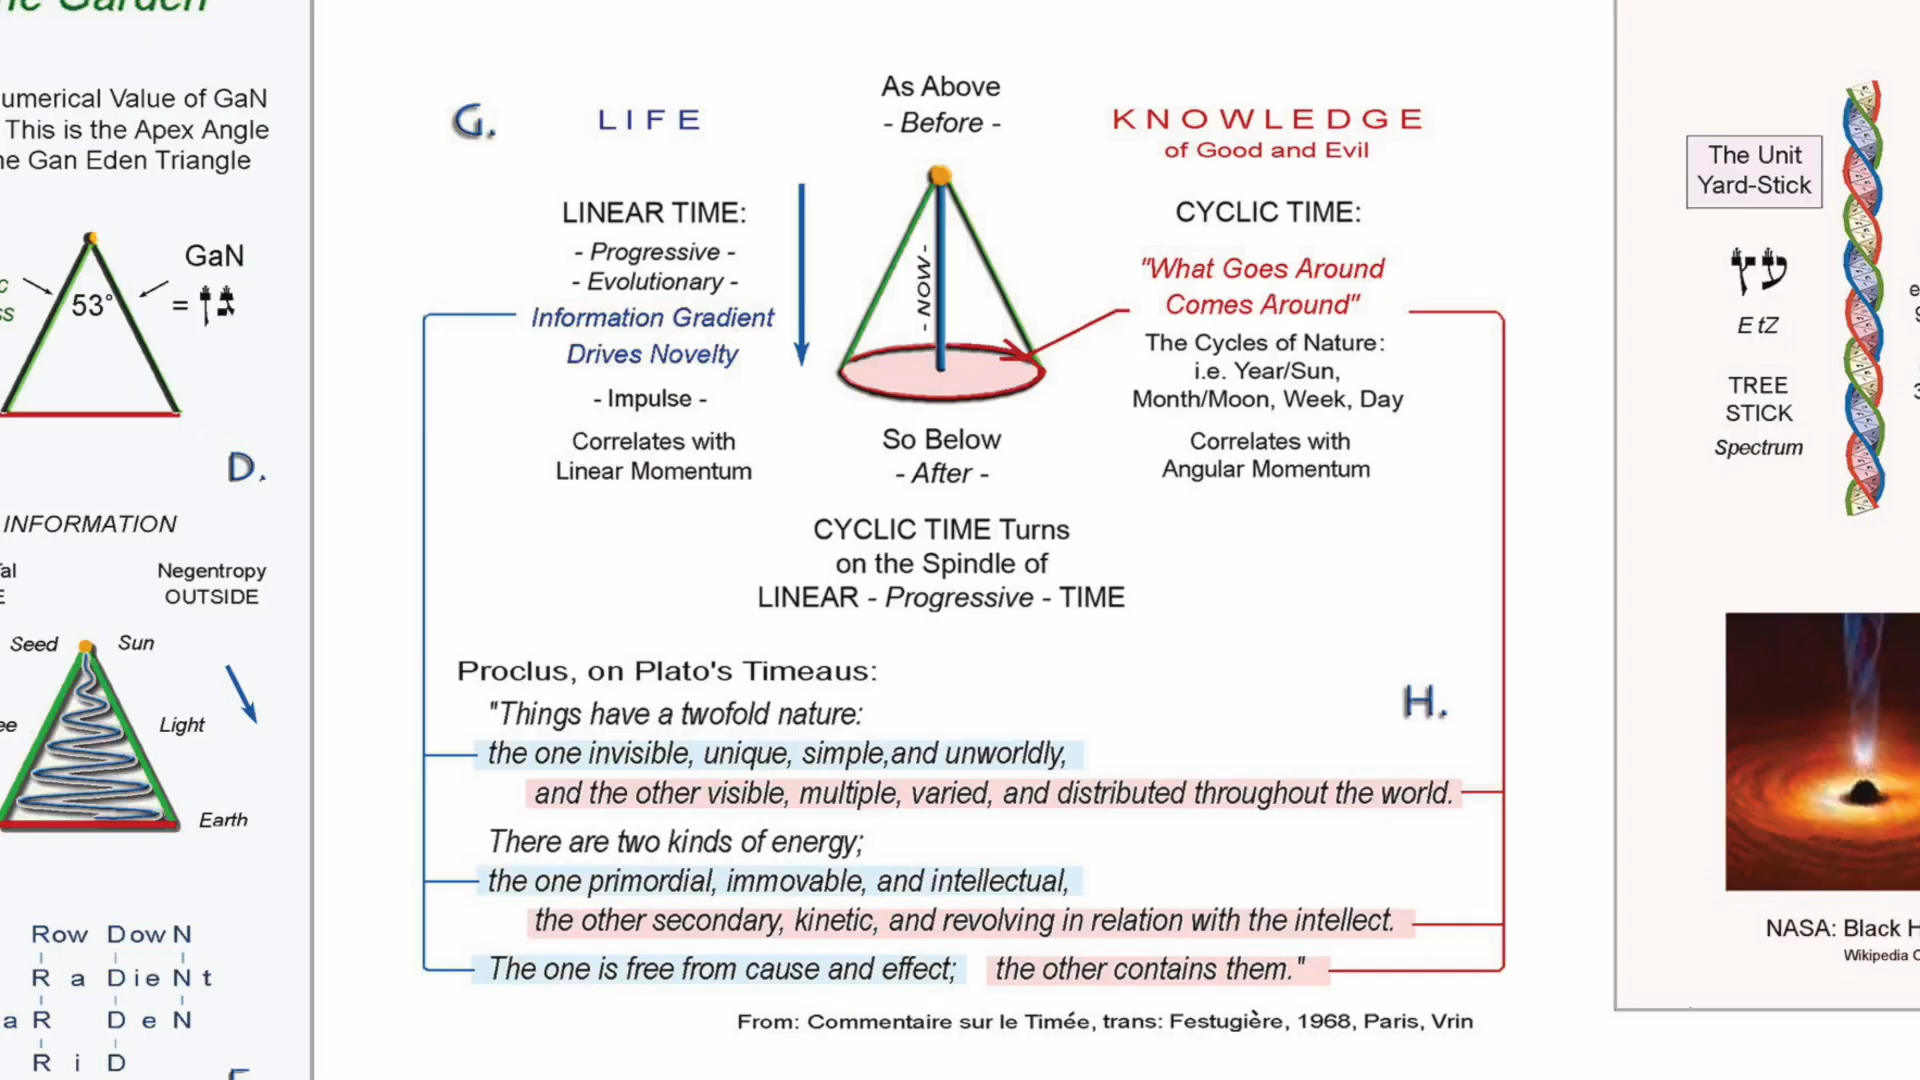 he Garden
umerical Value of GaN
This is the Apex Angle
he Gan Eden Triangle
GaN
53°
= גן
D.
INFORMATION
Negentropy
OUTSIDE
Seed
Sun
Light
Earth
Row DowN
R a DieNt
a R D e N
R i D
G.
LIFE
LINEAR TIME:
- Progressive -
- Evolutionary -
Information Gradient
Drives Novelty
- Impulse -
Correlates with
Linear Momentum
As Above
- Before -
- NOW -
So Below
- After -
KNOWLEDGE
of Good and Evil
CYCLIC TIME:
"What Goes Around
Comes Around"
The Cycles of Nature:
i.e. Year/Sun,
Month/Moon, Week, Day
Correlates with
Angular Momentum
CYCLIC TIME Turns
on the Spindle of
LINEAR - Progressive - TIME
Proclus, on Plato's Timeaus:
H.
"Things have a twofold nature:
the one invisible, unique, simple,and unworldly,
and the other visible, multiple, varied, and distributed throughout the world.
There are two kinds of energy;
the one primordial, immovable, and intellectual,
the other secondary, kinetic, and revolving in relation with the intellect.
The one is free from cause and effect; the other contains them."
From: Commentaire sur le Timée, trans: Festugière, 1968, Paris, Vrin
The Unit
Yard-Stick
עץ
E tZ
TREE
STICK
Spectrum
NASA: Black H
Wikipedia C